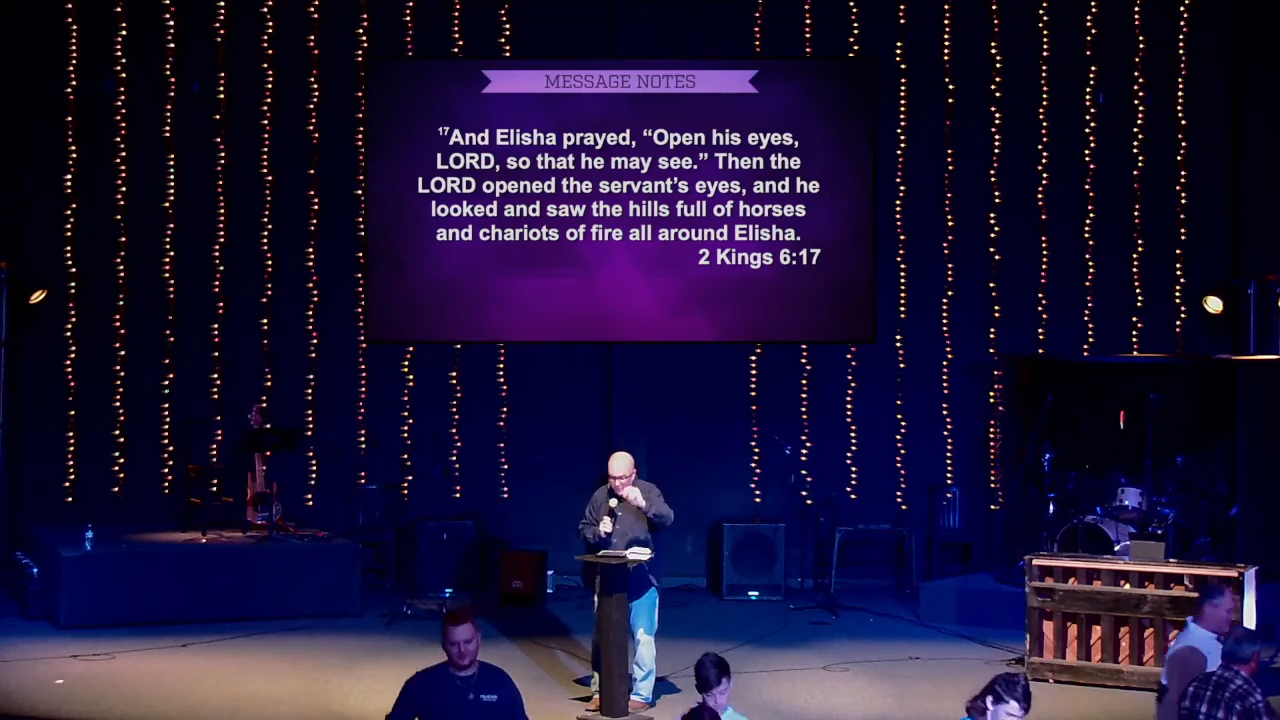 MESSAGE NOTES
17And Elisha prayed, “Open his eyes,
LORD, so that he may see.” Then the
LORD opened the servant’s eyes, and he
looked and saw the hills full of horses
and chariots of fire all around Elisha.
2 Kings 6:17